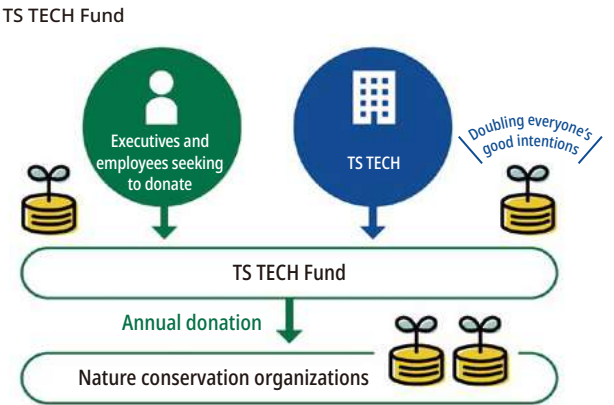 TS TECH Fund
Executives and
employees seeking
to donate
TS TECH
Doubling everyone's
good intentions
TS TECH Fund
Annual donation
Nature conservation organizations